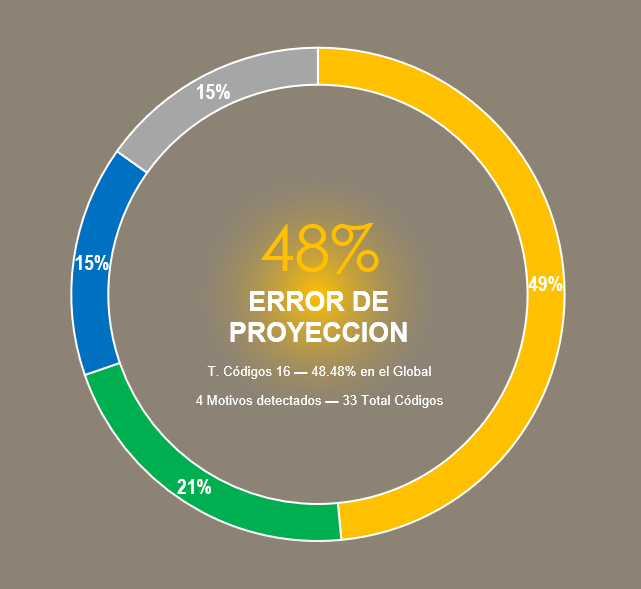 15%
48%
15%
49%
ERROR DE
PROYECCION
T. Códigos 16 — 48.48% en el Global
4 Motivos detectados — 33 Total Códigos
21%